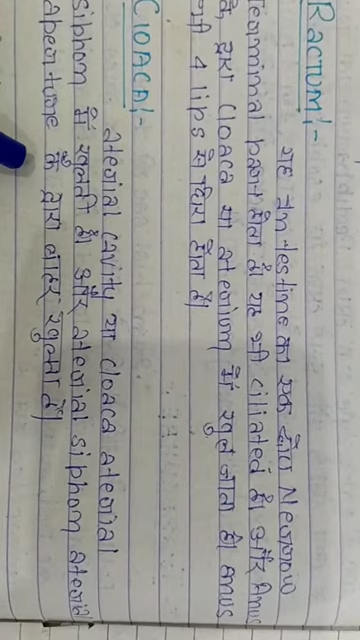 Rectum:-
यह Intestine का एक छोटा Narrow
Terminal part होता है यह भी ciliated है और Anus
के द्वारा Cloaca या atrium में खुल जाता है। anus
भी 4 lips से घिरा होता है।
Cloaca:-
atrial cavity या cloaca atrial
siphon में खुलती है। और atrial siphon atrial
aperture के द्वारा बाहर खुलता है।